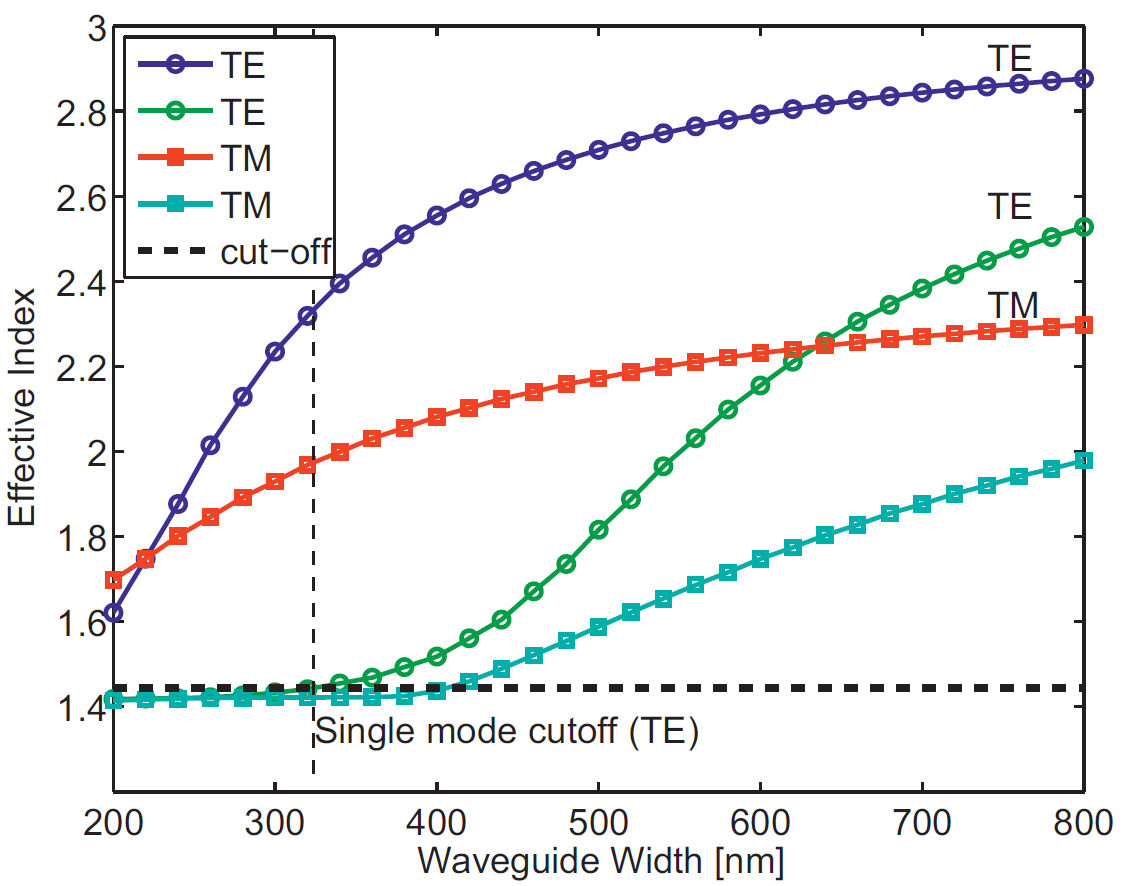 3
2.8
2.6
2.4
2.2
2
1.8
1.6
1.4
Effective Index
TE
TE
TM
TM
cut−off
TE
TE
TM
Single mode cutoff (TE)
200 300 400 500 600 700 800
Waveguide Width [nm]